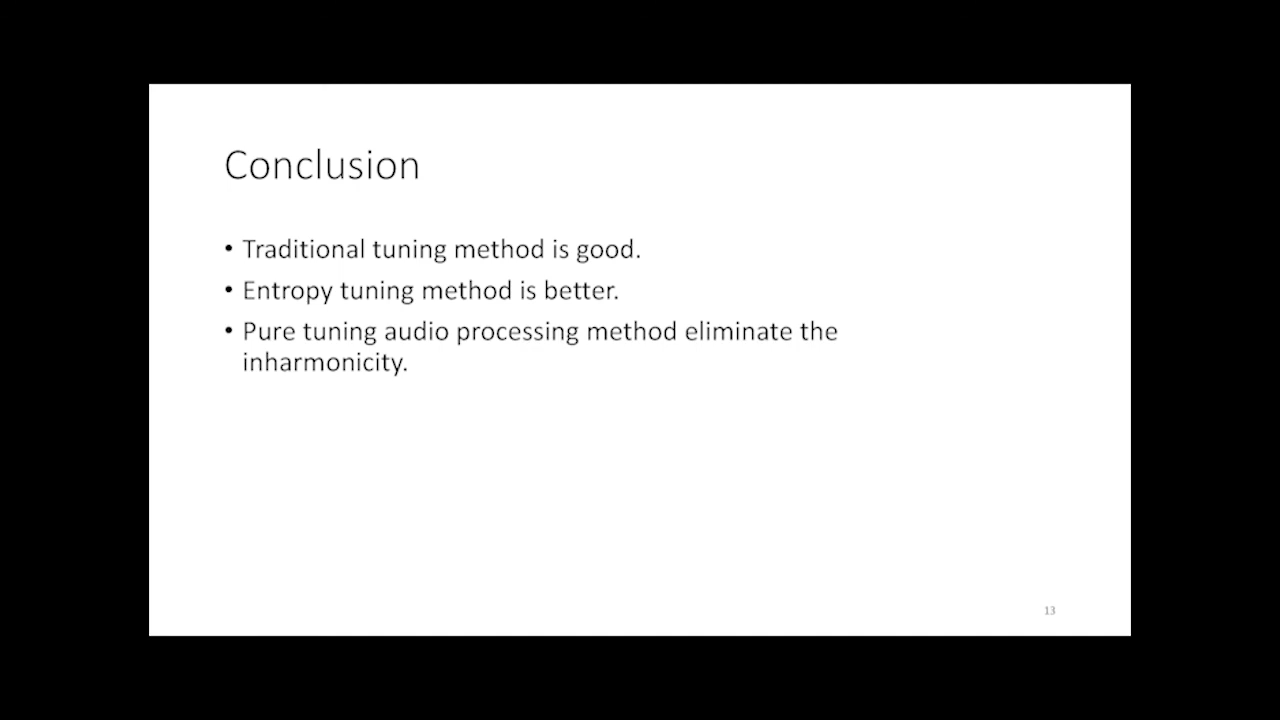 Conclusion
• Traditional tuning method is good.
• Entropy tuning method is better.
• Pure tuning audio processing method eliminate the
inharmonicity.
13